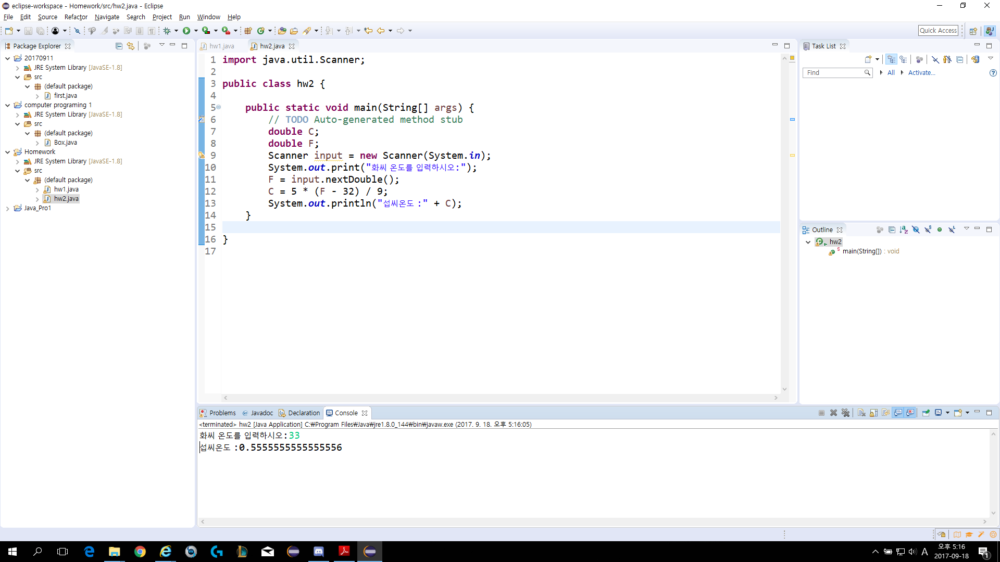 eclipse-workspace - Homework/src/hw2.java - Eclipse
File Edit Source Refactor Navigate Search Project Run Window Help
Quick Access
Package Explorer
20170911
JRE System Library [JavaSE-1.8]
src
(default package)
first.java
computer programing 1
JRE System Library [JavaSE-1.8]
src
(default package)
Box.java
Homework
JRE System Library [JavaSE-1.8]
src
(default package)
hw1.java
hw2.java
Java_Pro1
hw1.java hw2.java
1 import java.util.Scanner;
2
3 public class hw2 {
4
5 public static void main(String[] args) {
6 // TODO Auto-generated method stub
7 double C;
8 double F;
9 Scanner input = new Scanner(System.in);
10 System.out.print("화씨 온도를 입력하시오:");
11 F = input.nextDouble();
12 C = 5 * (F - 32) / 9;
13 System.out.println("섭씨온도 :" + C);
14 }
15
16 }
17
Task List
Find All Activate...
Outline
hw2
main(String[]) : void
Problems @ Javadoc Declaration Console
<terminated> hw2 [Java Application] C:₩Program Files₩Java₩jre1.8.0_144₩bin₩javaw.exe (2017. 9. 18. 오후 5:16:05)
화씨 온도를 입력하시오:33
섭씨온도 :0.5555555555555556
A
오후 5:16
2017-09-18
1